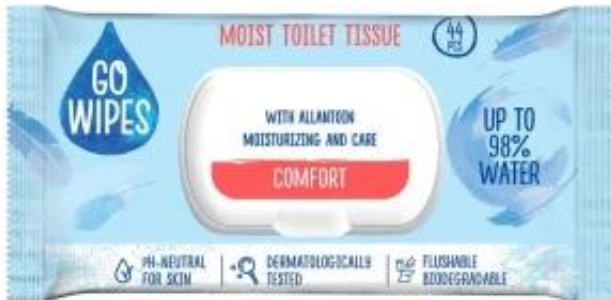 MOIST TOILET TISSUE
44
PCS
GO
WIPES
WITH ALLANTOIN
MOISTURIZING AND CARE
COMFORT
UP TO
98%
WATER
PH-NEUTRAL
FOR SKIN
DERMATOLOGICALLY
TESTED
FLUSHABLE
BIODEGRADABLE